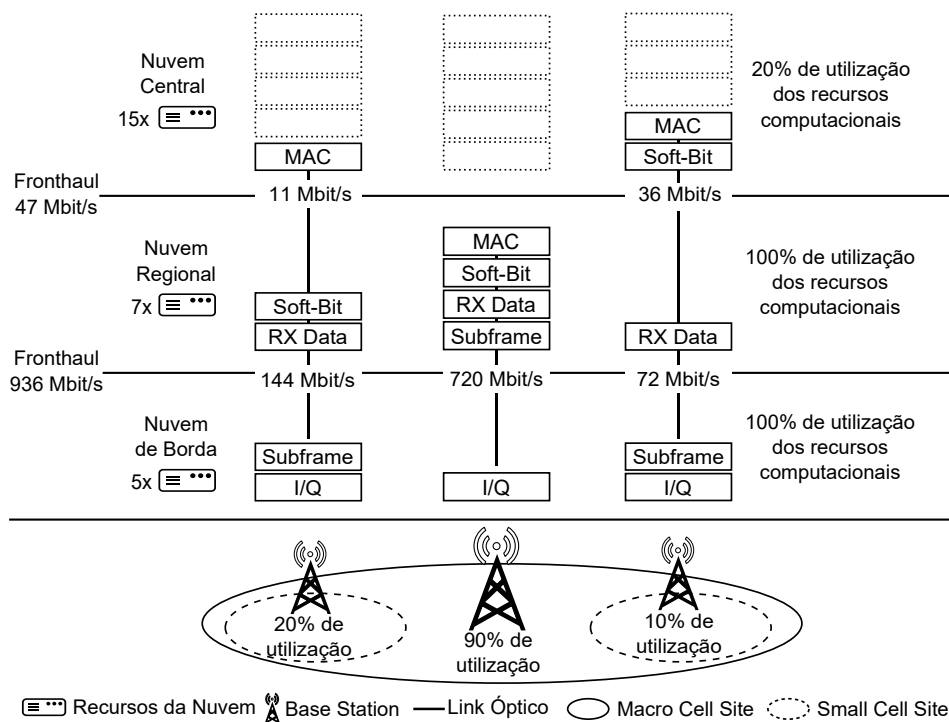 Nuvem
Central
15x
20% de utilização
dos recursos
computacionais
MAC
MAC
Soft-Bit
Fronthaul
47 Mbit/s
11 Mbit/s
36 Mbit/s
Nuvem
Regional
7x
MAC
Soft-Bit
RX Data
Subframe
Soft-Bit
RX Data
RX Data
100% de utilização
dos recursos
computacionais
Fronthaul
936 Mbit/s
144 Mbit/s
720 Mbit/s
72 Mbit/s
Nuvem
de Borda
5x
Subframe
I/Q
I/Q
Subframe
I/Q
100% de utilização
dos recursos
computacionais
20% de
utilização
90% de
utilização
10% de
utilização
Recursos da Nuvem
Base Station
Link Óptico
Macro Cell Site
Small Cell Site